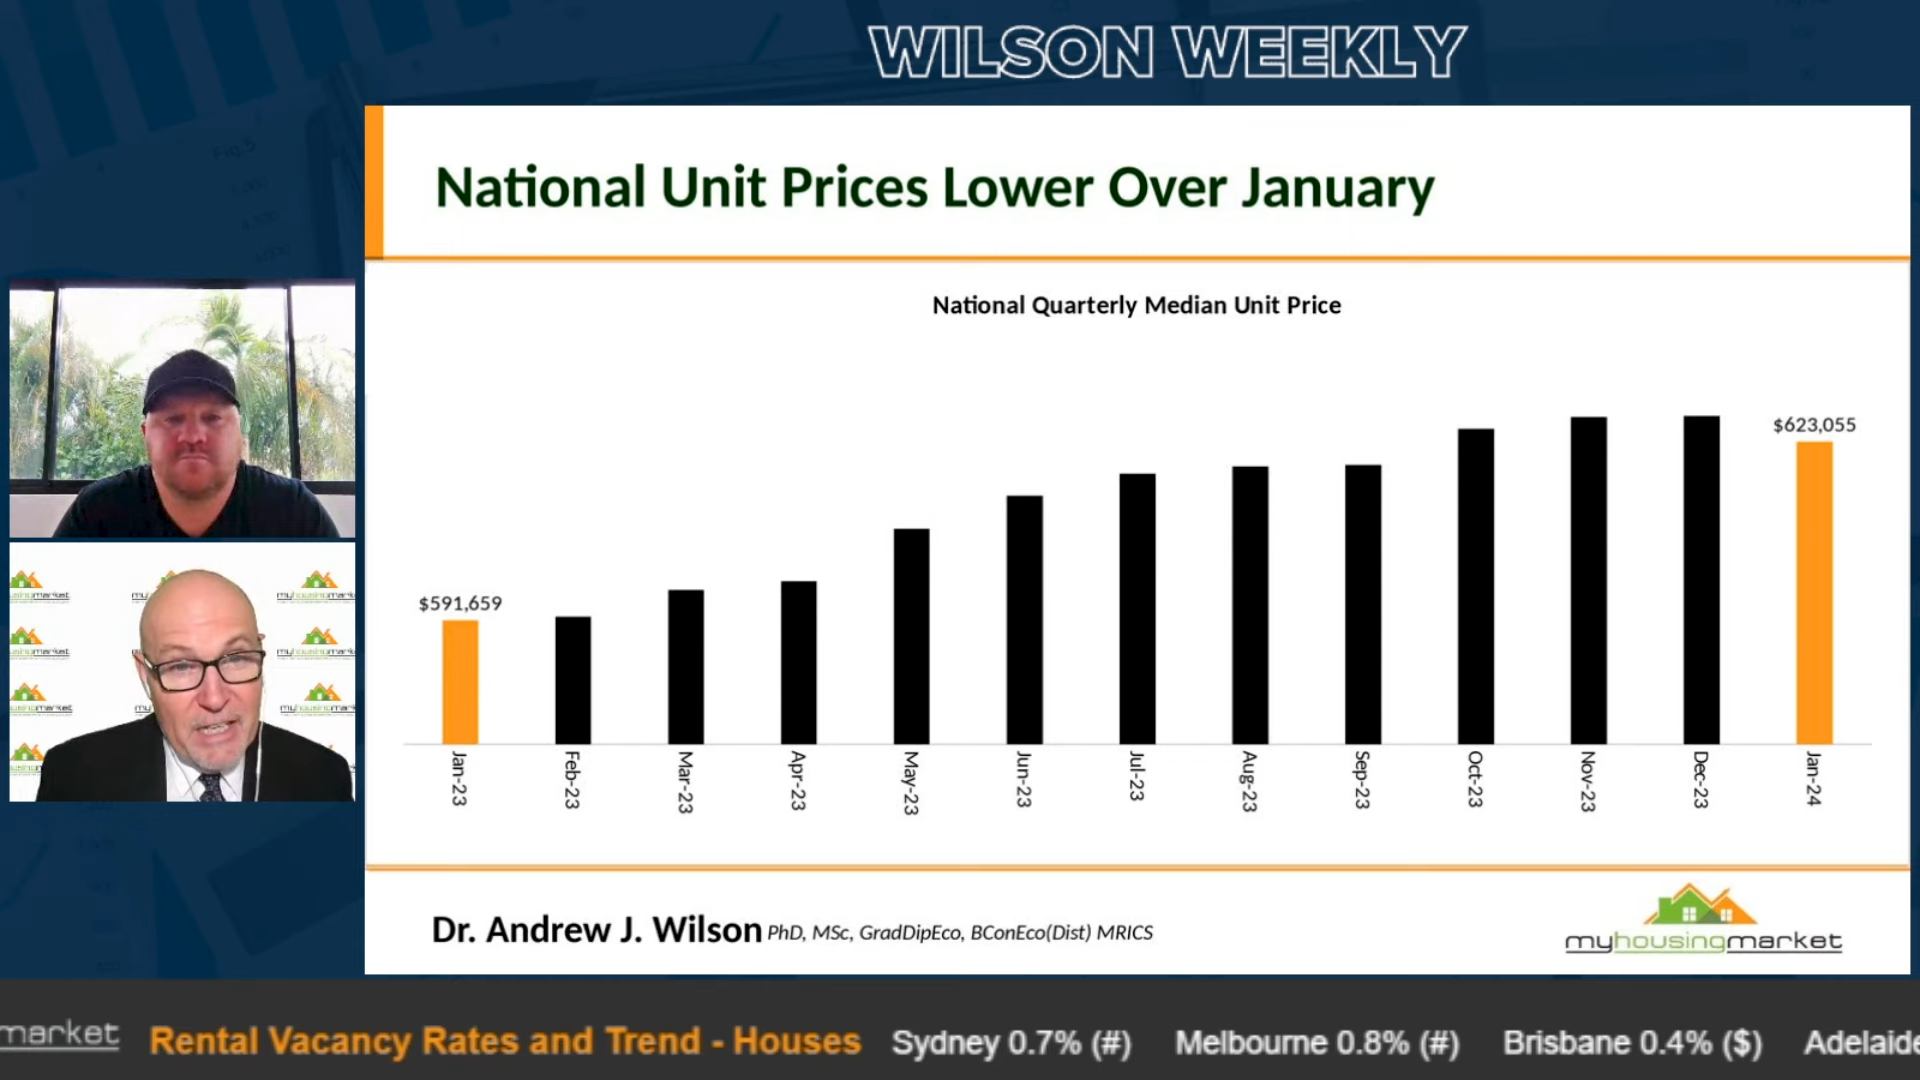 WILSON WEEKLY
National Unit Prices Lower Over January
National Quarterly Median Unit Price
$591,659
$623,055
Jan-23
Feb-23
Mar-23
Apr-23
May-23
Jun-23
Jul-23
Aug-23
Sep-23
Oct-23
Nov-23
Dec-23
Jan-24
Dr. Andrew J. Wilson PhD, MSc, GradDipEco, BConEco(Dist) MRICS
myhousingmarket
market Rental Vacancy Rates and Trend - Houses Sydney 0.7% (#) Melbourne 0.8% (#) Brisbane 0.4% ($) Adelaide